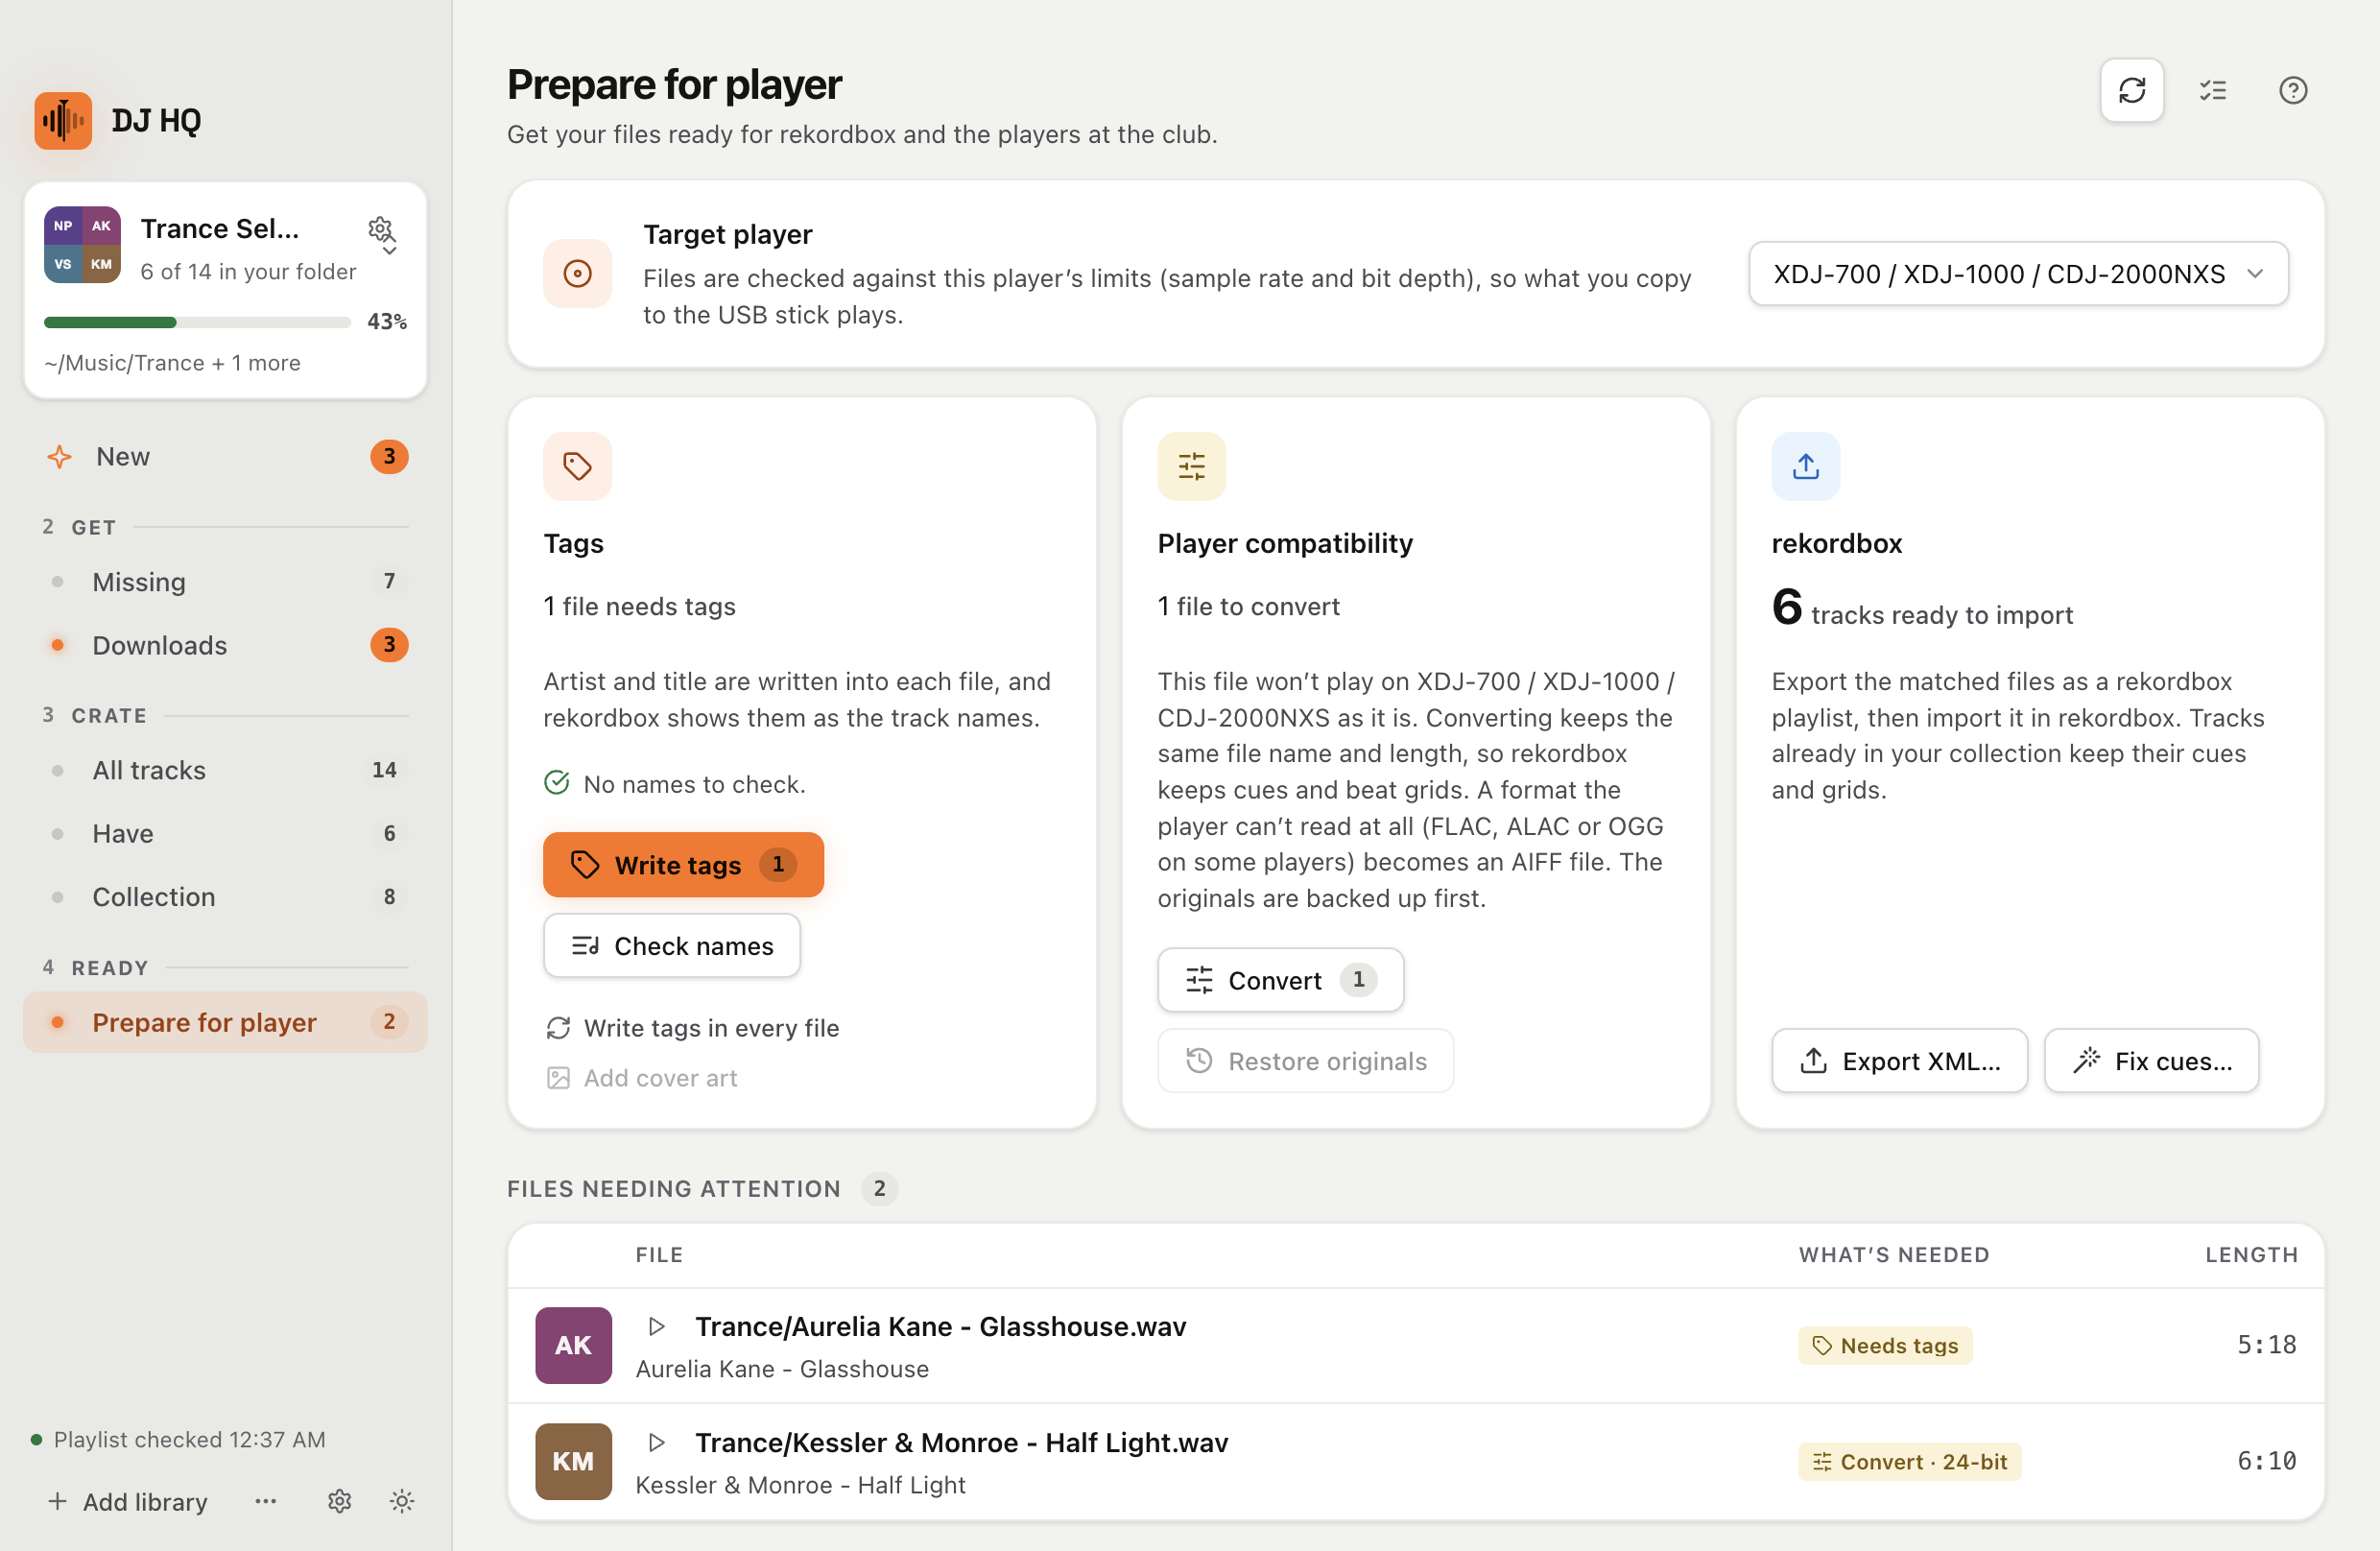 DJ HQ
NP AK
VS KM
Trance Sel...
6 of 14 in your folder
43%
~/Music/Trance + 1 more
New 3
2 GET
Missing 7
Downloads 3
3 CRATE
All tracks 14
Have 6
Collection 8
4 READY
Prepare for player 2
Playlist checked 12:37 AM
Add library
Prepare for player
Get your files ready for rekordbox and the players at the club.
Target player
Files are checked against this player’s limits (sample rate and bit depth), so what you copy
to the USB stick plays.
XDJ-700 / XDJ-1000 / CDJ-2000NXS
Tags
1 file needs tags
Artist and title are written into each file, and
rekordbox shows them as the track names.
No names to check.
Write tags 1
Check names
Write tags in every file
Add cover art
Player compatibility
1 file to convert
This file won’t play on XDJ-700 / XDJ-1000 /
CDJ-2000NXS as it is. Converting keeps the
same file name and length, so rekordbox
keeps cues and beat grids. A format the
player can’t read at all (FLAC, ALAC or OGG
on some players) becomes an AIFF file. The
originals are backed up first.
Convert 1
Restore originals
rekordbox
6 tracks ready to import
Export the matched files as a rekordbox
playlist, then import it in rekordbox. Tracks
already in your collection keep their cues
and grids.
Export XML...
Fix cues...
FILES NEEDING ATTENTION 2
FILE WHAT’S NEEDED LENGTH
AK
Trance/Aurelia Kane - Glasshouse.wav
Aurelia Kane - Glasshouse
Needs tags
5:18
KM
Trance/Kessler & Monroe - Half Light.wav
Kessler & Monroe - Half Light
Convert · 24-bit
6:10